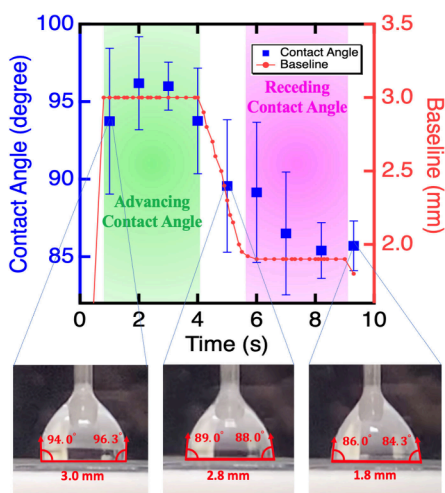 100
95
90
85
Contact Angle (degree)
3.5
3.0
2.5
2.0
Baseline (mm)
Contact Angle
Baseline
Receding
Contact Angle
Advancing
Contact Angle
0 2 4 6 8 10
Time (s)
94.0° 96.3°
3.0 mm
89.0° 88.0°
2.8 mm
86.0° 84.3°
1.8 mm